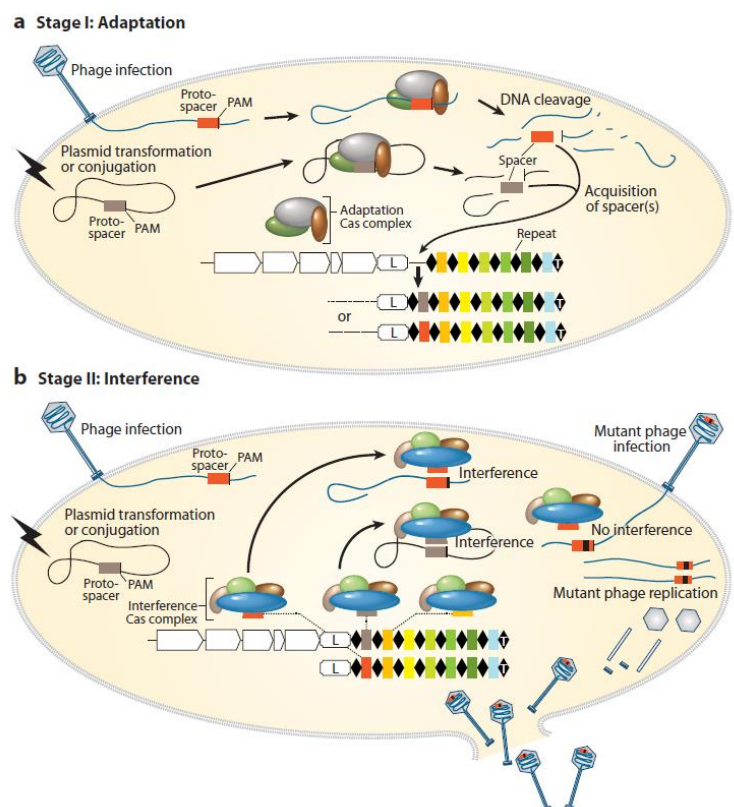 a Stage I: Adaptation
Phage infection
Proto-
spacer
PAM
DNA cleavage
Plasmid transformation
or conjugation
Spacer
Proto-
spacer
PAM
Acquisition
of spacer(s)
Adaptation
Cas complex
Repeat
L
T
L
T
or
L
T
b Stage II: Interference
Phage infection
Mutant phage
infection
Proto-
spacer
PAM
Interference
Plasmid transformation
or conjugation
No interference
Interference
Proto-
spacer
PAM
Mutant phage replication
Interference
Cas complex
L
T
L
T